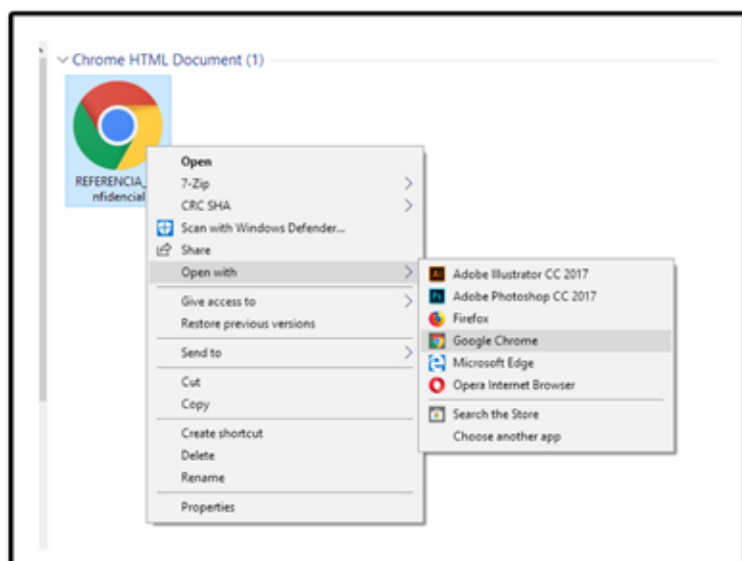 Chrome HTML Document (1)
REFERENCIA_
nfidencial
Open
7-Zip
CRC SHA
Scan with Windows Defender...
Share
Open with
Give access to
Restore previous versions
Send to
Cut
Copy
Create shortcut
Delete
Rename
Properties
Ai Adobe Illustrator CC 2017
Ps Adobe Photoshop CC 2017
Firefox
Google Chrome
Microsoft Edge
Opera Internet Browser
Search the Store
Choose another app